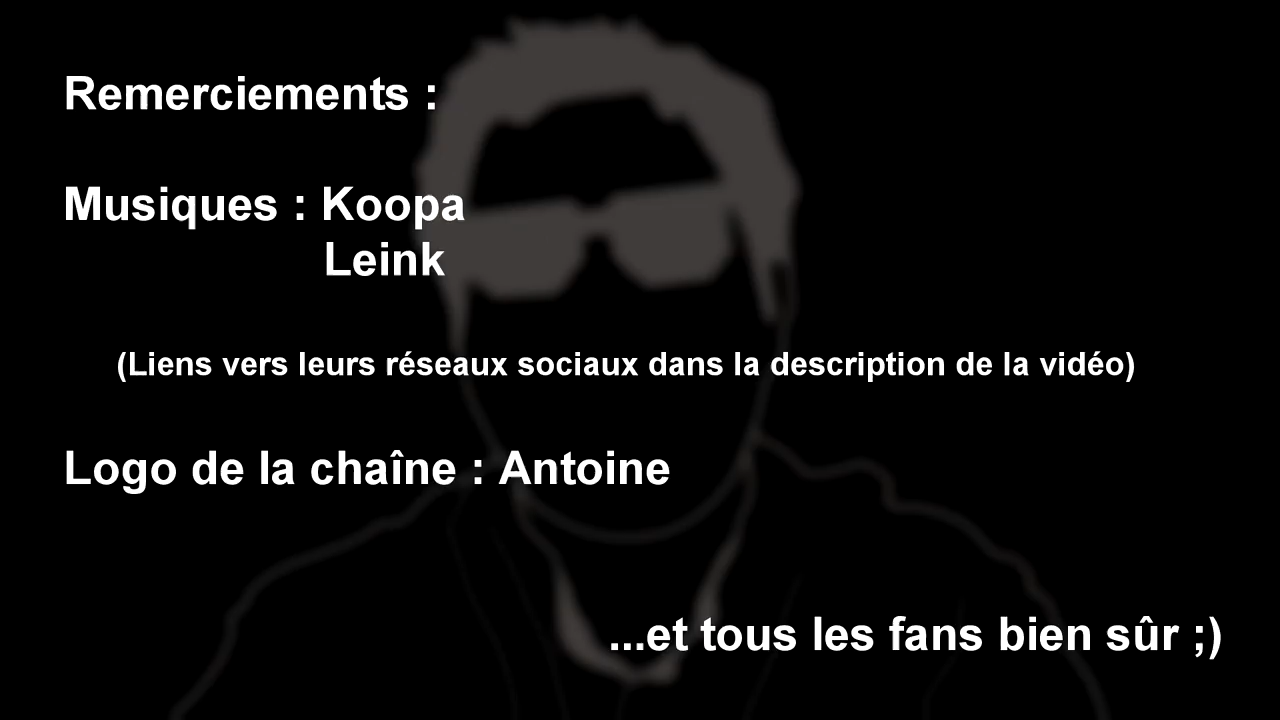 Remerciements :
Musiques : Koopa
Leink
(Liens vers leurs réseaux sociaux dans la description de la vidéo)
Logo de la chaîne : Antoine
...et tous les fans bien sûr ;)